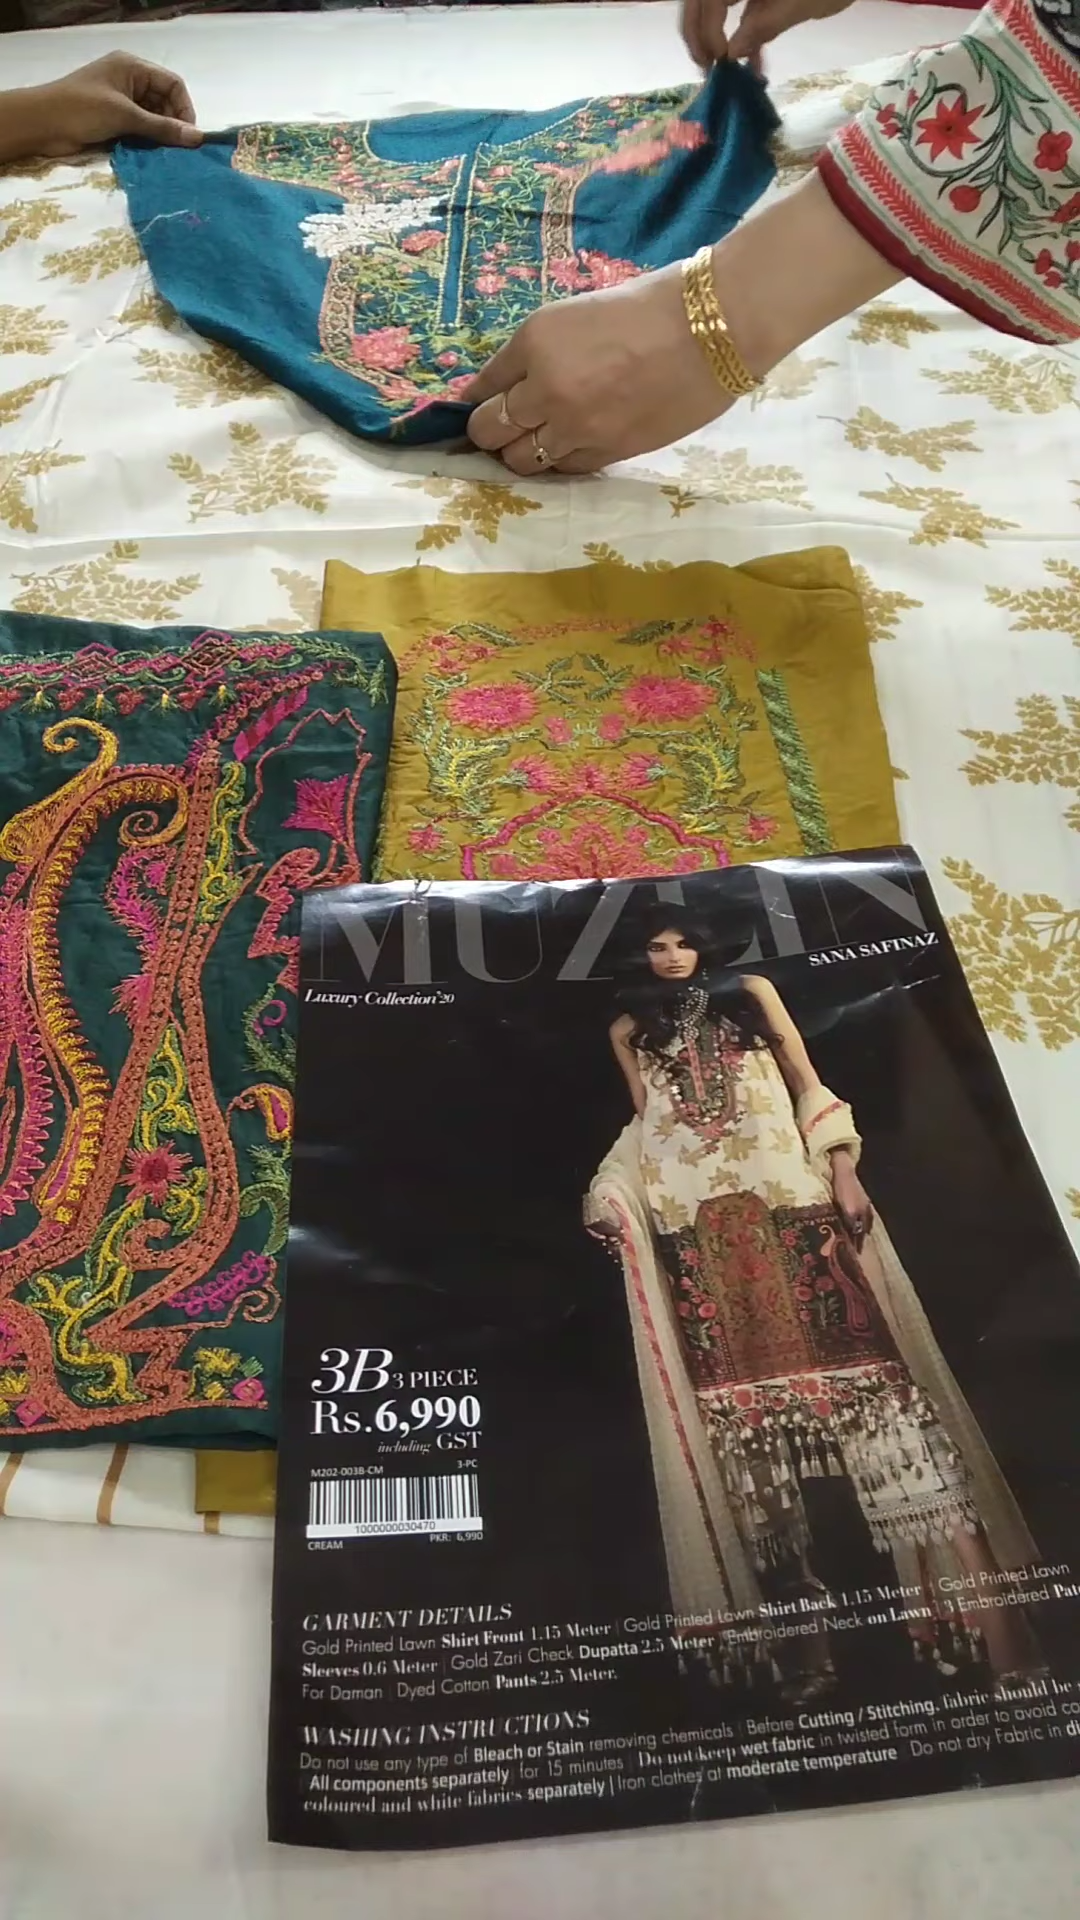 MUZLIN
SANA SAFINAZ
Luxury Collection'20
3B 3 PIECE
Rs.6,990
including GST
M202-003B-CM 3-PC
1000000030470
CREAM PKR: 6,990
GARMENT DETAILS
Gold Printed Lawn Shirt Front 1.15 Meter | Gold Printed Lawn Shirt Back 1.15 Meter | Gold Printed Lawn
Sleeves 0.6 Meter | Gold Zari Check Dupatta 2.5 Meter | Embroidered Neck on Lawn | 3 Embroidered
For Daman | Dyed Cotton Pants 2.5 Meter.
WASHING INSTRUCTIONS
Do not use any type of Bleach or Stain removing chemicals | Before Cutting / Stitching, fabric should be
for 15 minutes | Do not keep wet fabric in twisted form in order to avoid
All components separately
coloured and white fabrics separately | Iron clothes at moderate temperature Do not dry Fabric in